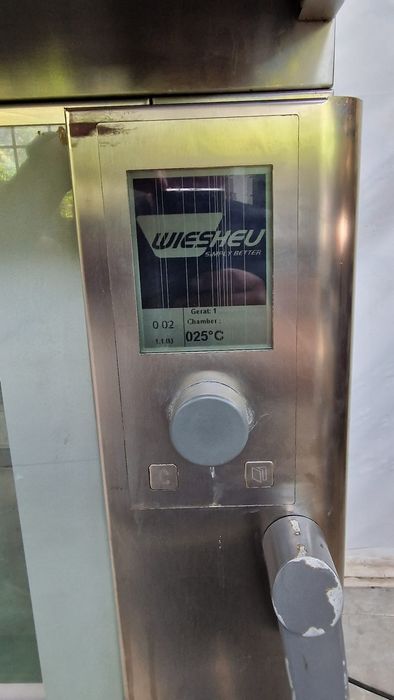 WIESHEU
SIMPLY BETTER
Gerät: 1
0 02 Chamber :
025°C